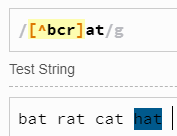 /[^bcr]at/g
Test String
bat rat cat hat